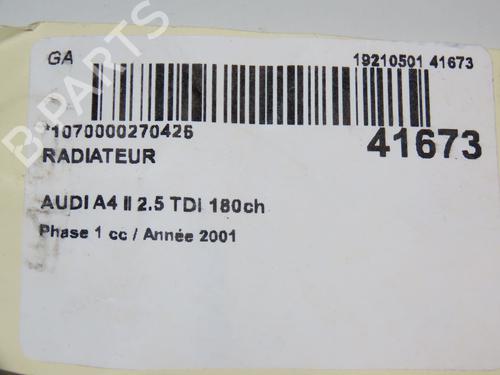 GA 19210501 41673
*1070000270426
41673
RADIATEUR
AUDI A4 II 2.5 TDI 180ch
Phase 1 cc / Année 2001
B-PARTS